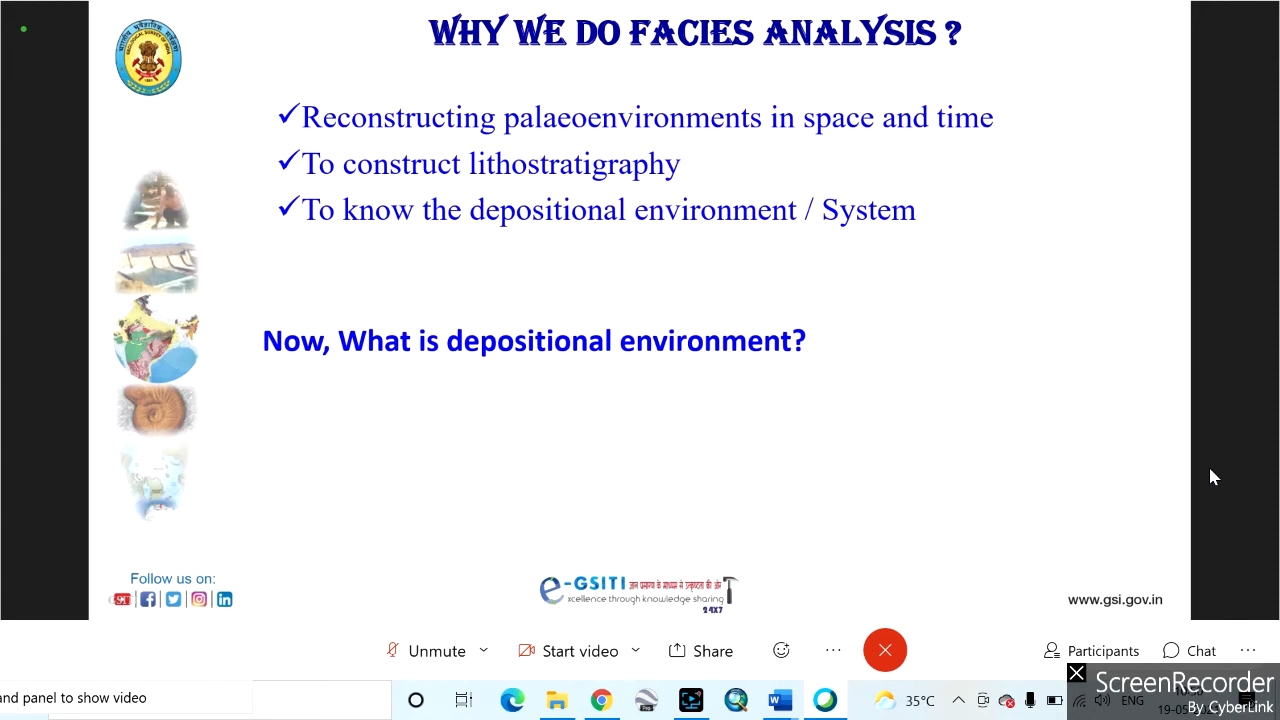 WHY WE DO FACIES ANALYSIS ?
✓Reconstructing palaeoenvironments in space and time
✓To construct lithostratigraphy
✓To know the depositional environment / System
Now, What is depositional environment?
Follow us on:
e-GSITI
xcellence through knowledge sharing
24X7
www.gsi.gov.in
Unmute
Start video
Share
Participants
Chat
and panel to show video
35°C
ENG
ScreenRecorder
By CyberLink